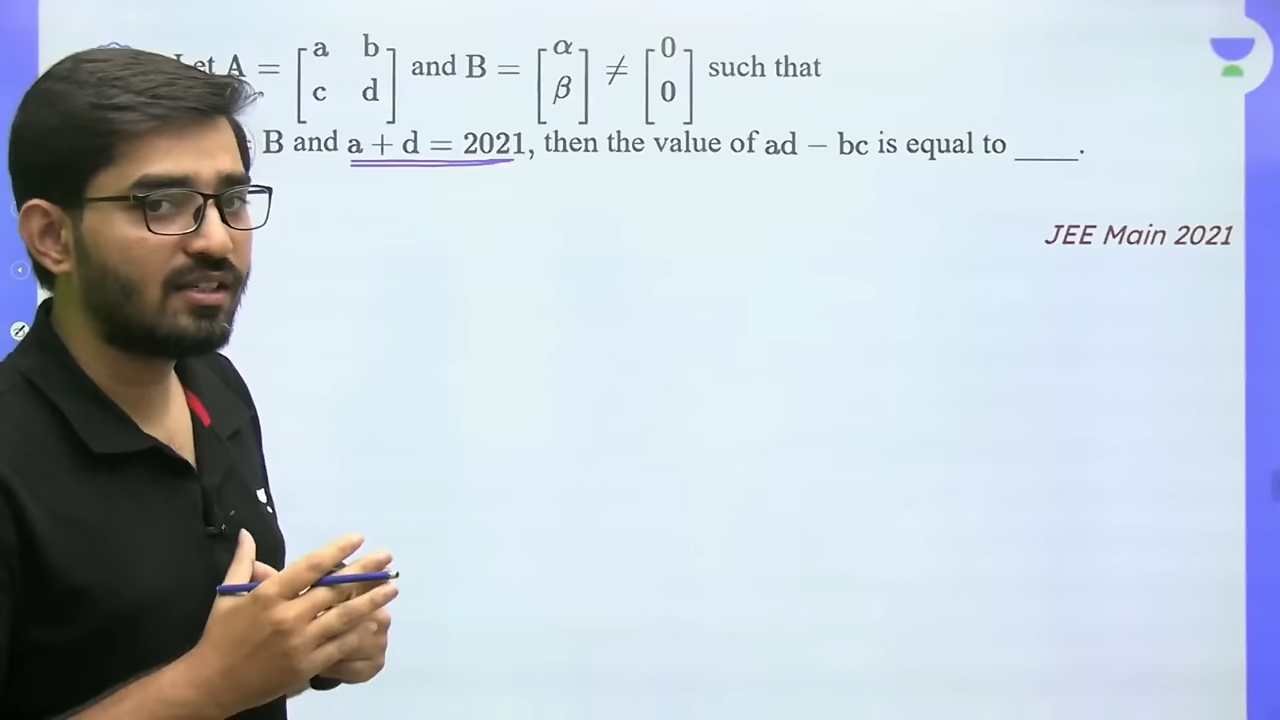 A = [a b c d] and B = [α β] ≠ [0 0] such that
B and a + d = 2021, then the value of ad − bc is equal to ____.
JEE Main 2021